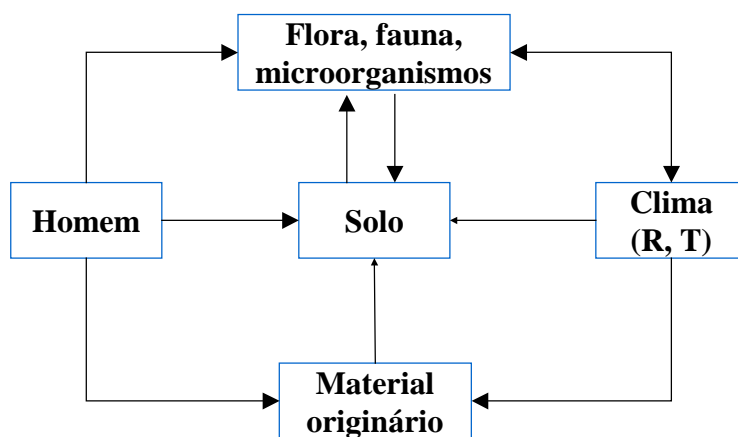 Flora, fauna,
microorganismos
Homem
Solo
Clima
(R, T)
Material
originário